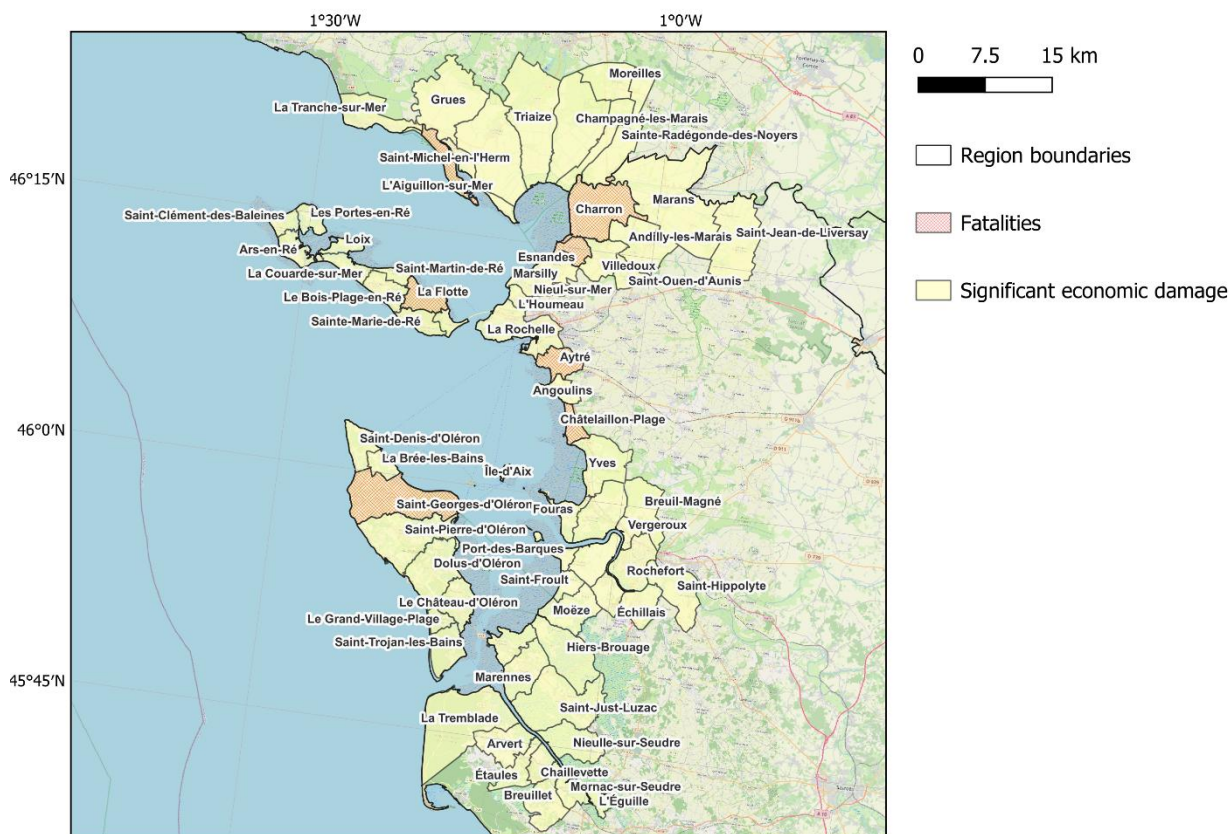 1°30′W
1°0′W
0
7.5
15 km
Region boundaries
Fatalities
Significant economic damage
46°15′N
46°0′N
45°45′N
Moreilles
La Tranche-sur-Mer
Grues
Triaize
Champagné-les-Marais
Sainte-Radégonde-des-Noyers
Saint-Michel-en-l'Herm
L'Aiguillon-sur-Mer
Marans
Charron
Saint-Clément-des-Baleines
Les Portes-en-Ré
Ars-en-Ré
Loix
Andilly-les-Marais
Saint-Jean-de-Liversay
Esnandes
La Couarde-sur-Mer
Saint-Martin-de-Ré
Marsilly
Villedoux
Saint-Ouen-d'Aunis
La Flotte
Nieul-sur-Mer
Le Bois-Plage-en-Ré
L'Houmeau
Sainte-Marie-de-Ré
La Rochelle
Aytré
Angoulins
Châtelaillon-Plage
Saint-Denis-d'Oléron
La Brée-les-Bains
Île-d'Aix
Yves
Saint-Georges-d'Oléron
Fouras
Breuil-Magné
Saint-Pierre-d'Oléron
Vergeroux
Port-des-Barques
Dolus-d'Oléron
Saint-Froult
Rochefort
Saint-Hippolyte
Le Château-d'Oléron
Moëze
Échillais
Le Grand-Village-Plage
Saint-Trojan-les-Bains
Hiers-Brouage
Marennes
Saint-Just-Luzac
La Tremblade
Arvert
Nieulle-sur-Seudre
Étaules
Chaillevette
Mornac-sur-Seudre
Breuillet
L'Éguille